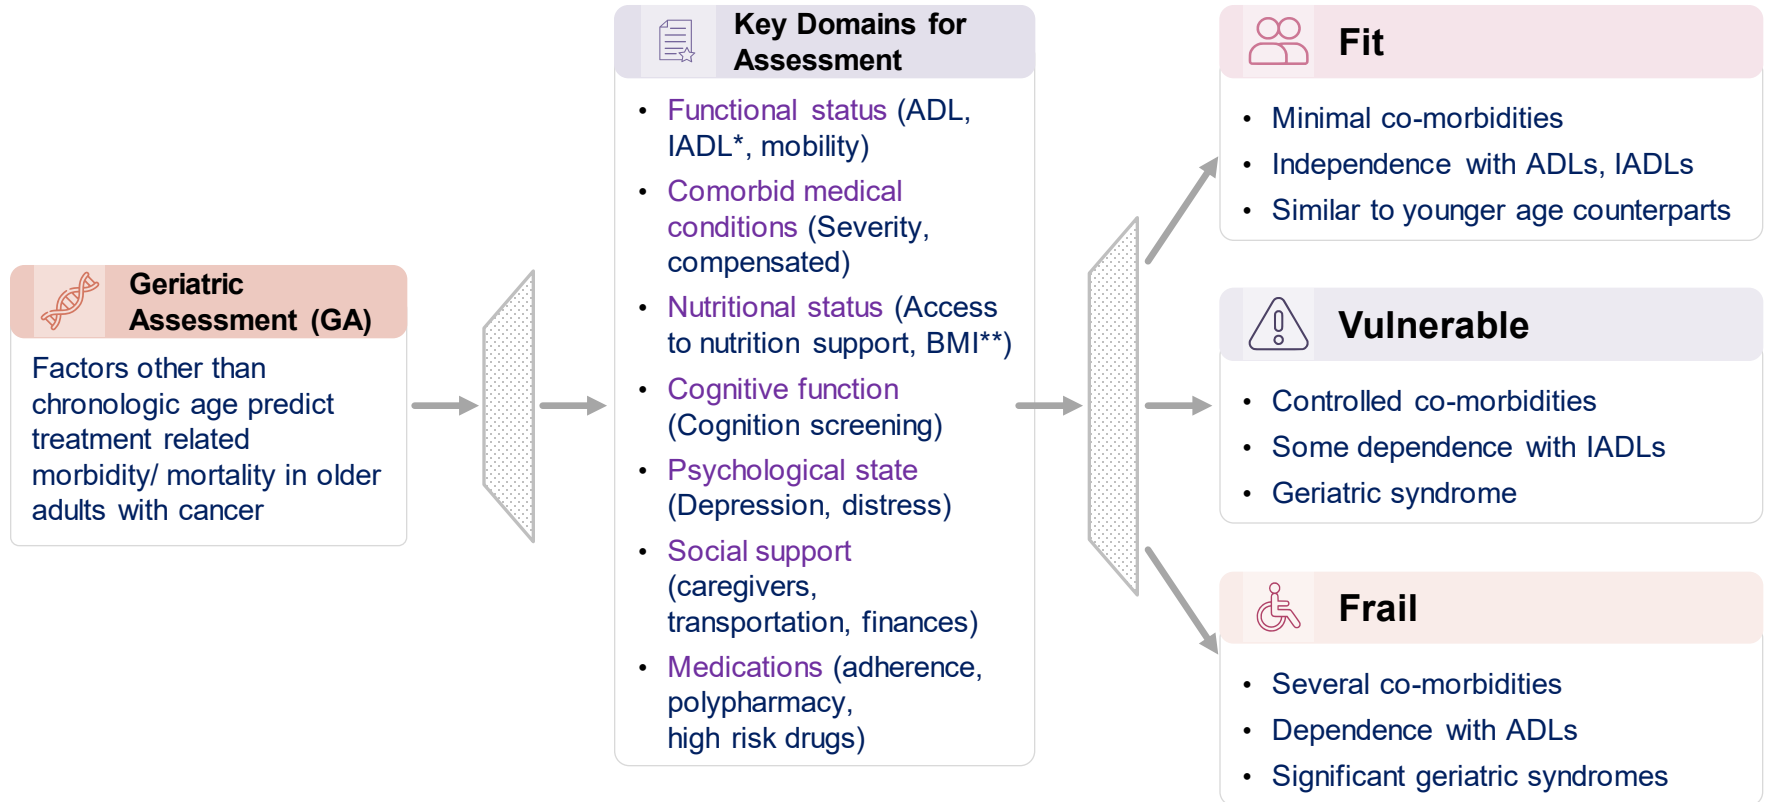 Geriatric
Assessment (GA)
Factors other than
chronologic age predict
treatment related
morbidity/ mortality in older
adults with cancer
Key Domains for
Assessment
• Functional status (ADL,
IADL*, mobility)
• Comorbid medical
conditions (Severity,
compensated)
• Nutritional status (Access
to nutrition support, BMI**)
• Cognitive function
(Cognition screening)
• Psychological state
(Depression, distress)
• Social support
(caregivers,
transportation, finances)
• Medications (adherence,
polypharmacy,
high risk drugs)
Fit
• Minimal co-morbidities
• Independence with ADLs, IADLs
• Similar to younger age counterparts
Vulnerable
• Controlled co-morbidities
• Some dependence with IADLs
• Geriatric syndrome
Frail
• Several co-morbidities
• Dependence with ADLs
• Significant geriatric syndromes